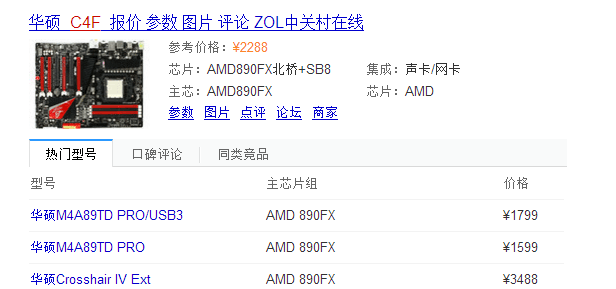 华硕 C4F 报价 参数 图片 评论 ZOL中关村在线
参考价格：¥2288
芯片：AMD890FX北桥+SB8 集成：声卡/网卡
主芯：AMD890FX 芯片：AMD
参数 图片 点评 论坛 商家
热门型号 口碑评论 同类竞品
型号 主芯片组 价格
华硕M4A89TD PRO/USB3 AMD 890FX ¥1799
华硕M4A89TD PRO AMD 890FX ¥1599
华硕Crosshair IV Ext AMD 890FX ¥3488